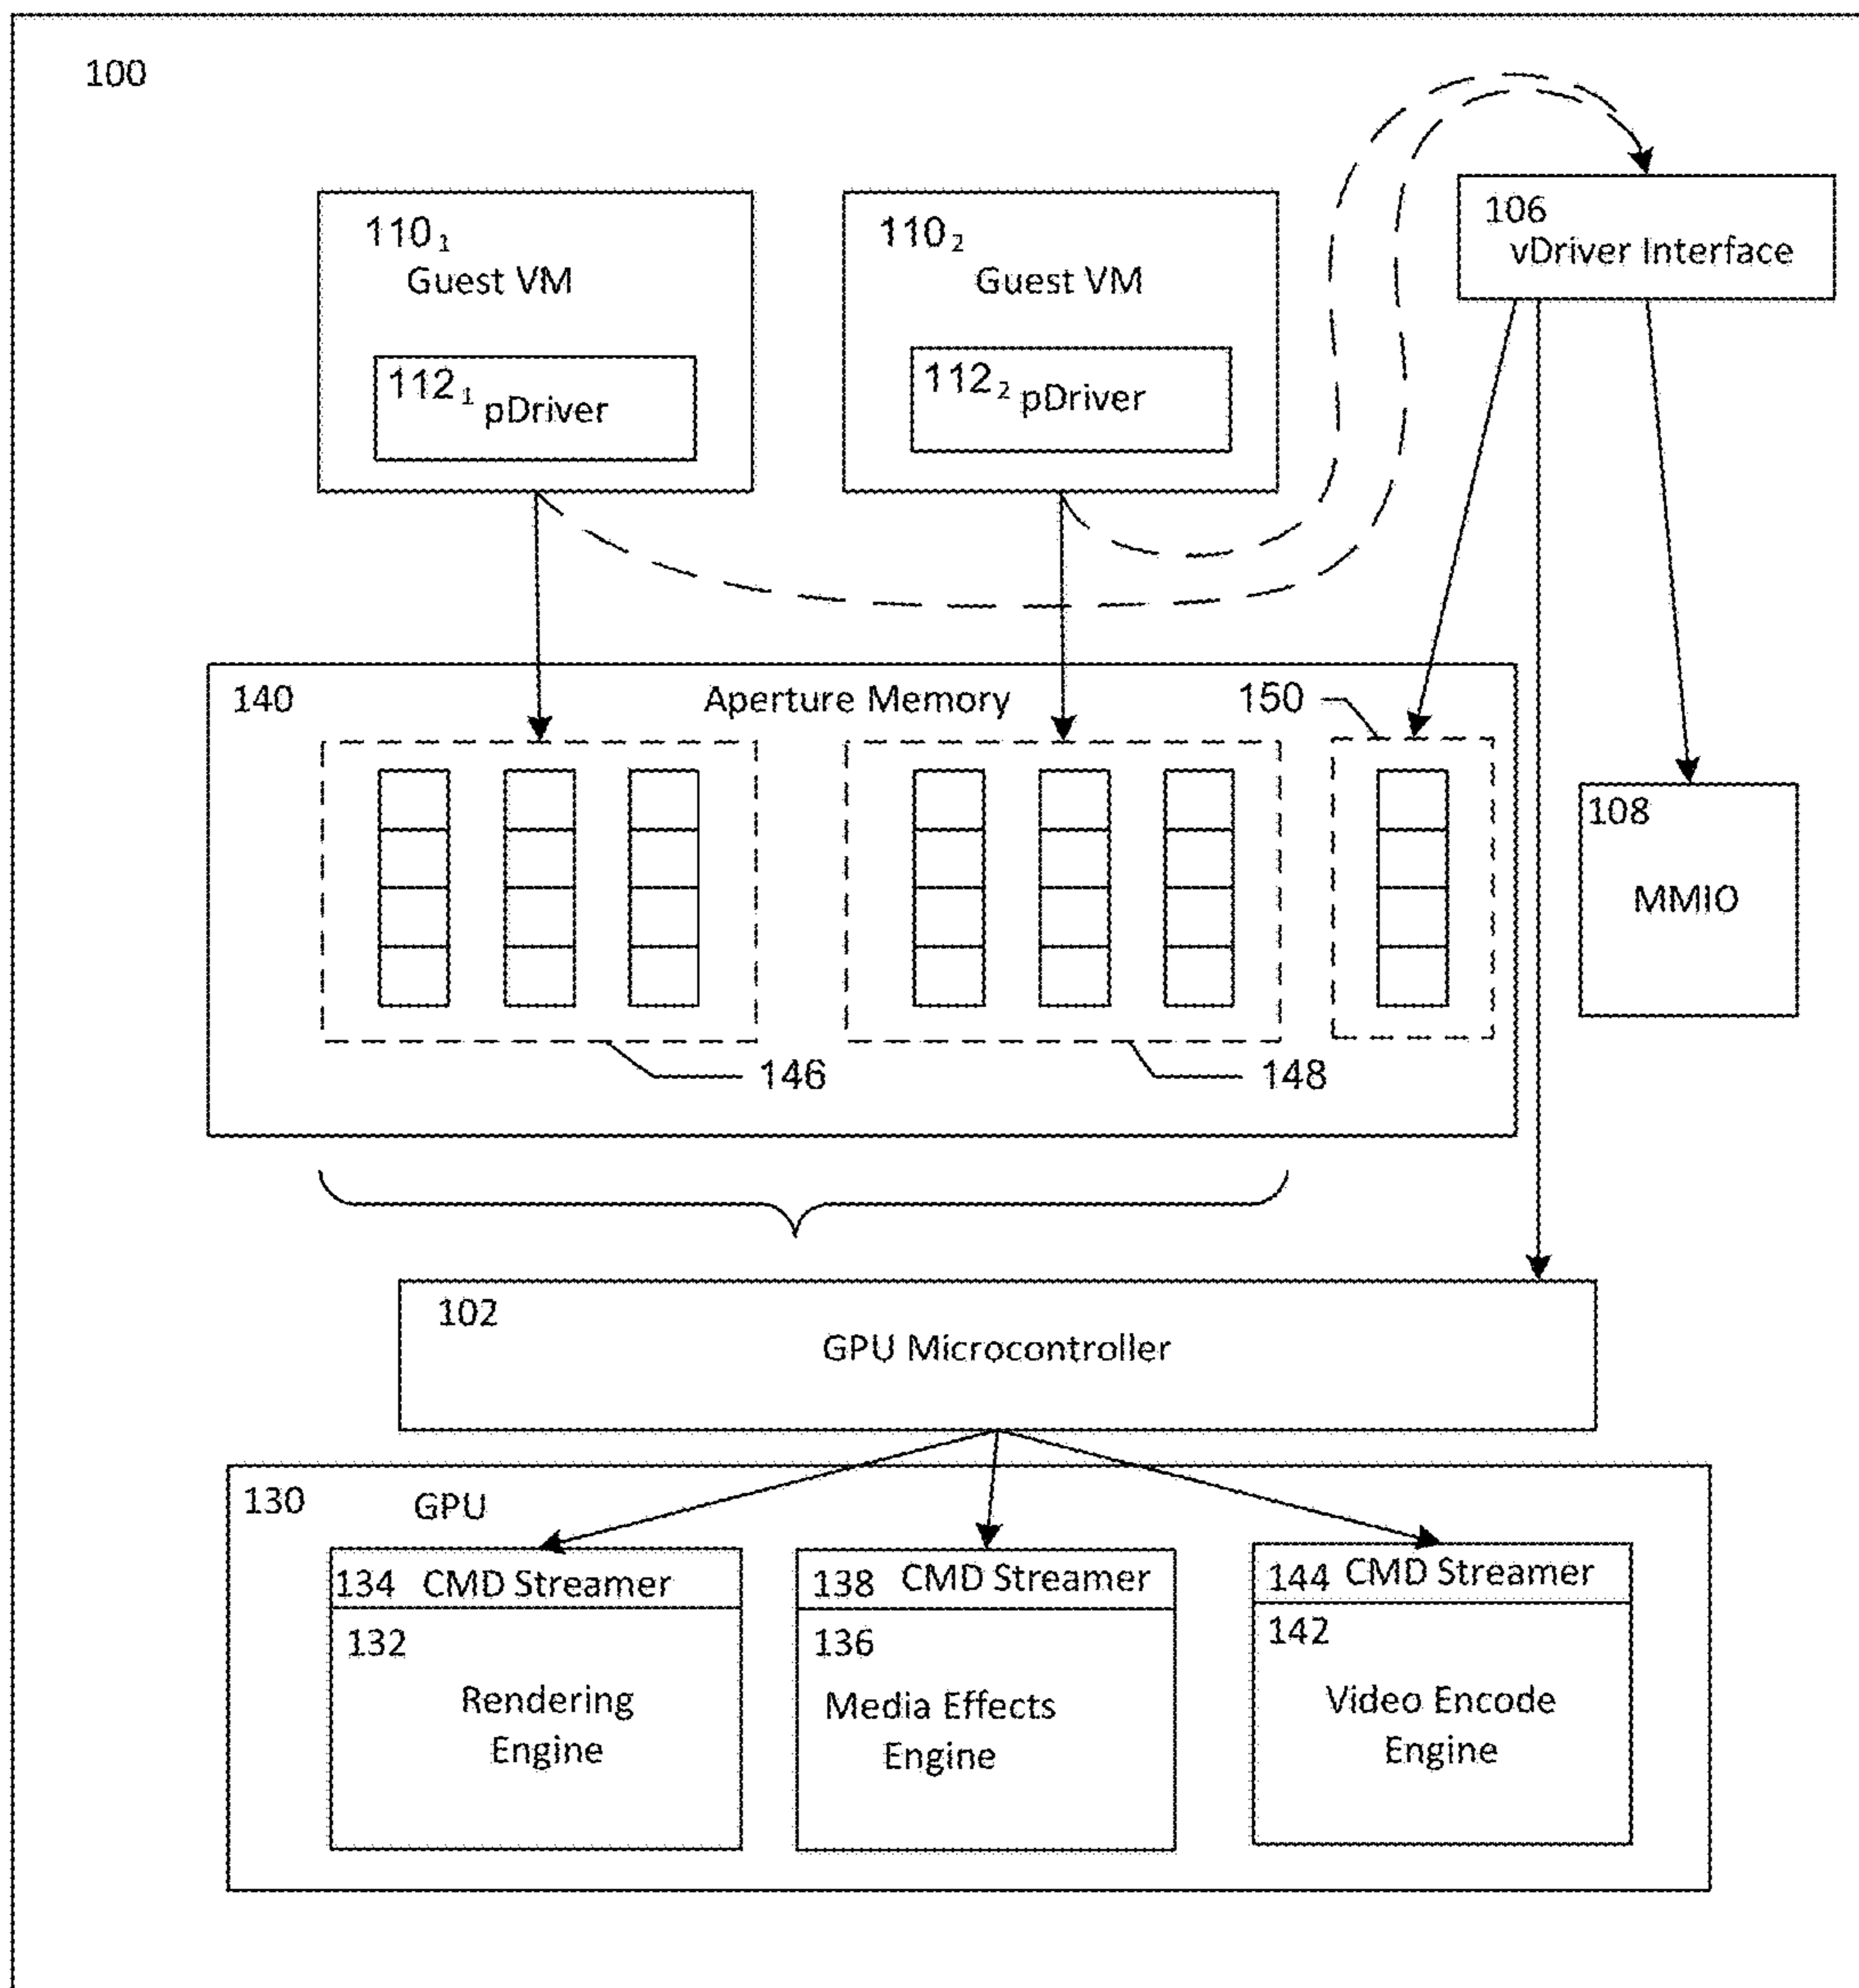 100
110₁
Guest VM
112₁ pDriver
110₂
Guest VM
112₂ pDriver
106
vDriver Interface
140
Aperture Memory
150
146
148
108
MMIO
102
GPU Microcontroller
130
GPU
134 CMD Streamer
132
Rendering
Engine
138 CMD Streamer
136
Media Effects
Engine
144 CMD Streamer
142
Video Encode
Engine